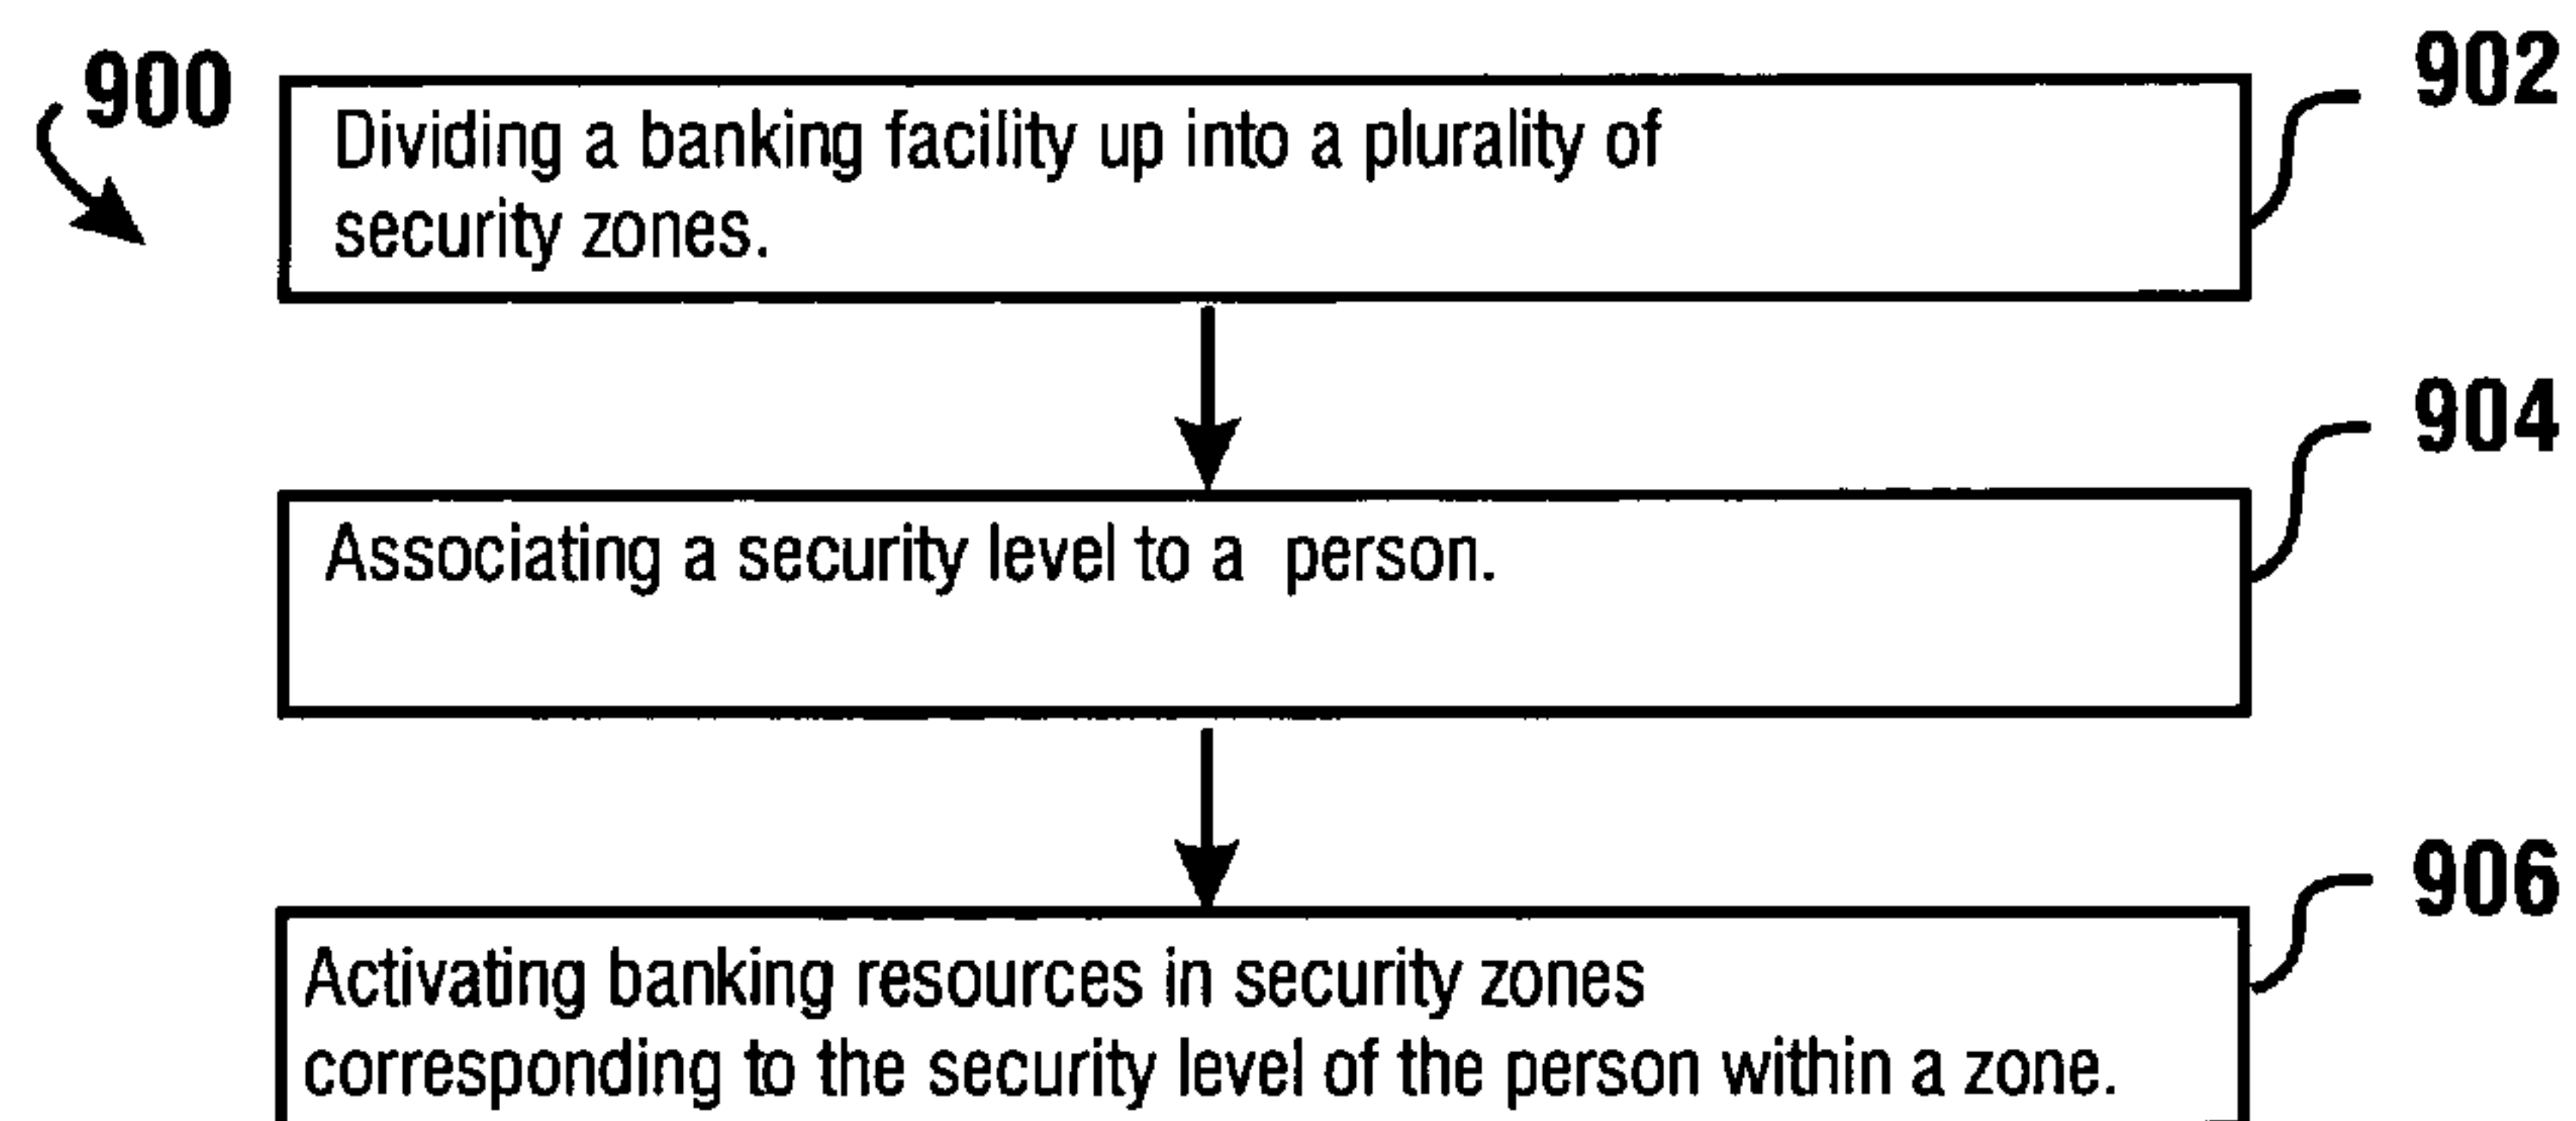 900
902
Dividing a banking facility up into a plurality of
security zones.
904
Associating a security level to a person.
906
Activating banking resources in security zones
corresponding to the security level of the person within a zone.